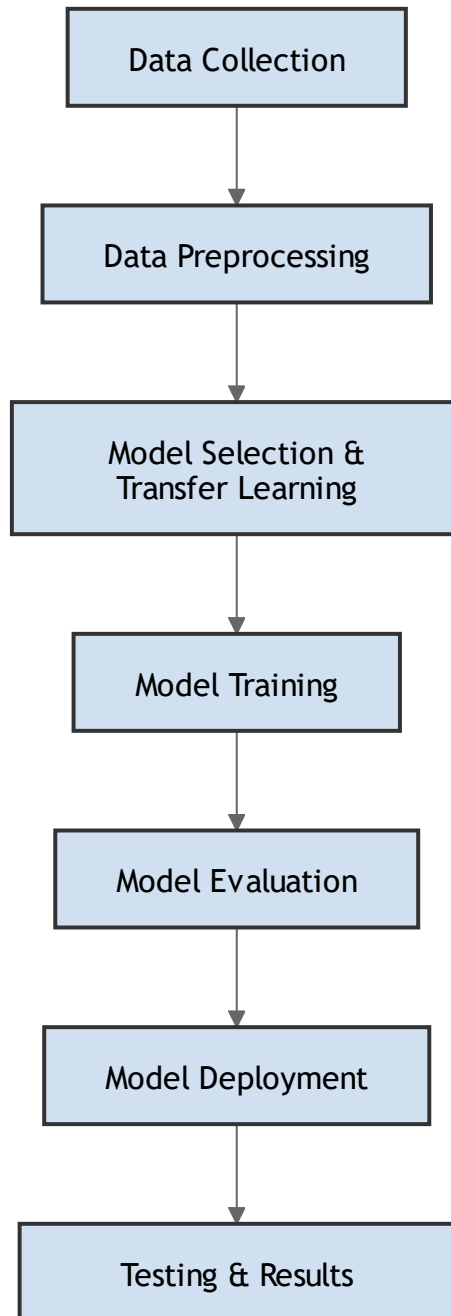 Data Collection
Data Preprocessing
Model Selection &
Transfer Learning
Model Training
Model Evaluation
Model Deployment
Testing & Results